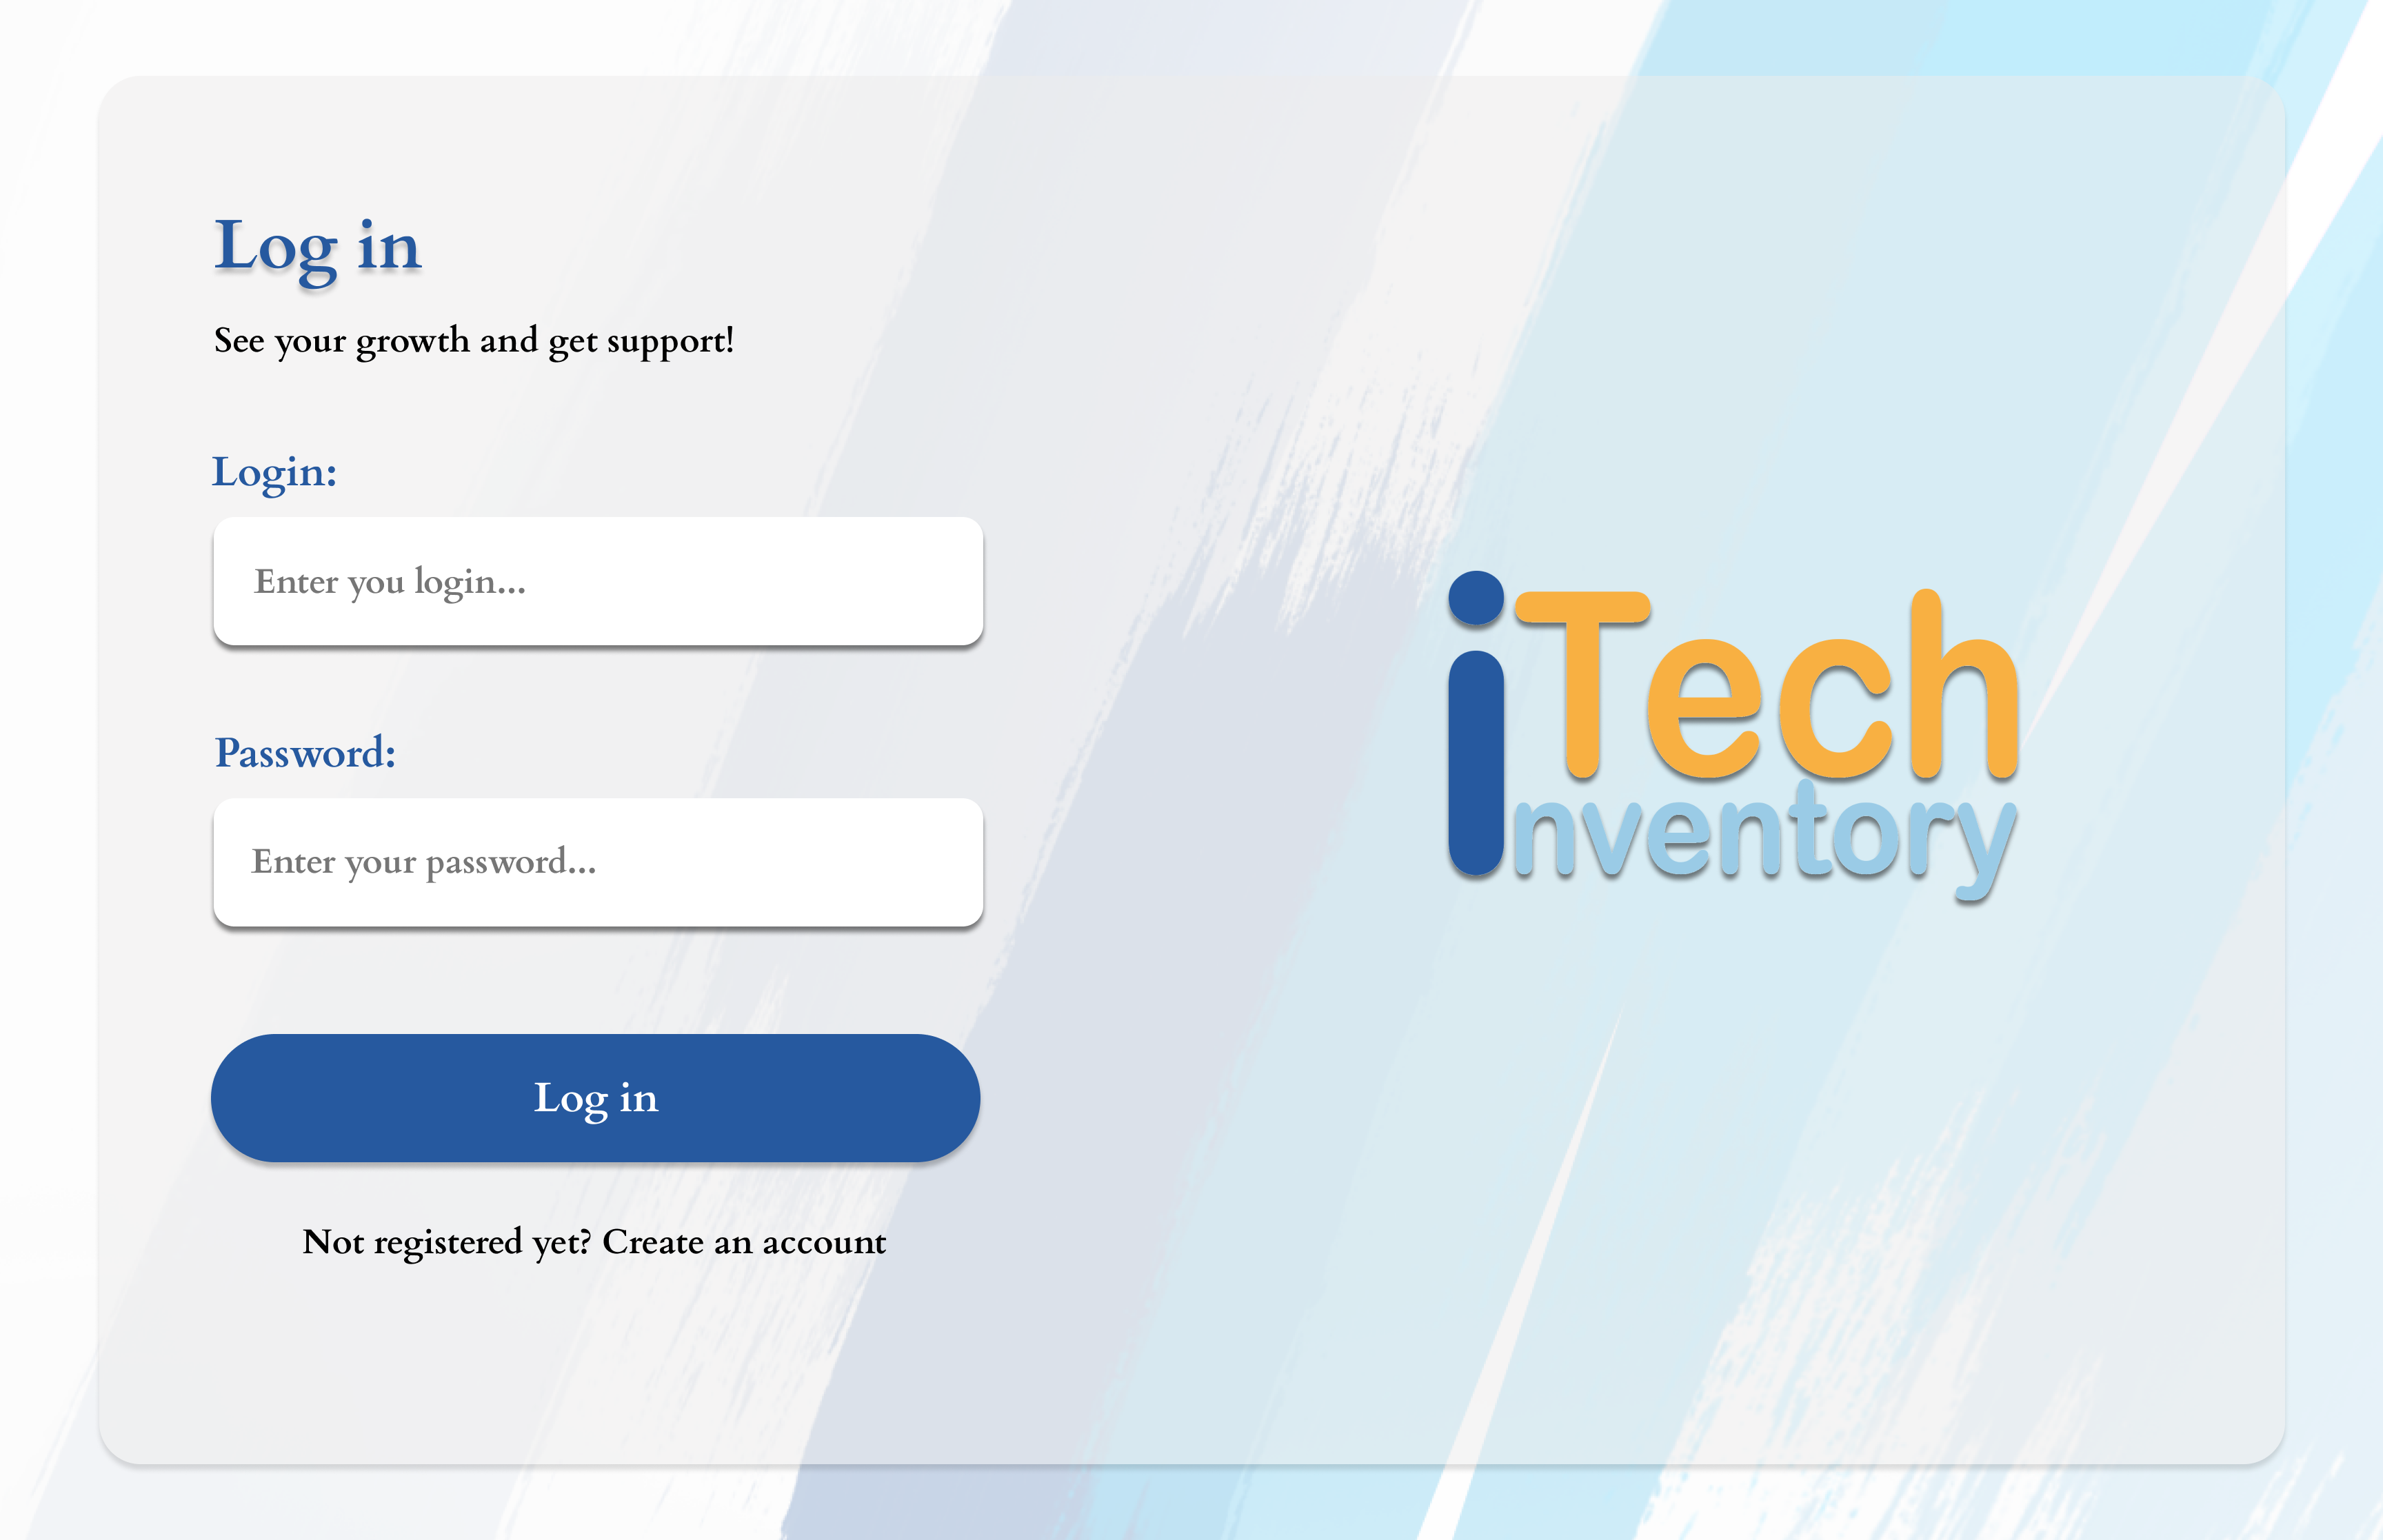 Log in
See your growth and get support!
Login:
Enter you login...
Password:
Enter your password...
Log in
Not registered yet? Create an account
iTech
inventory